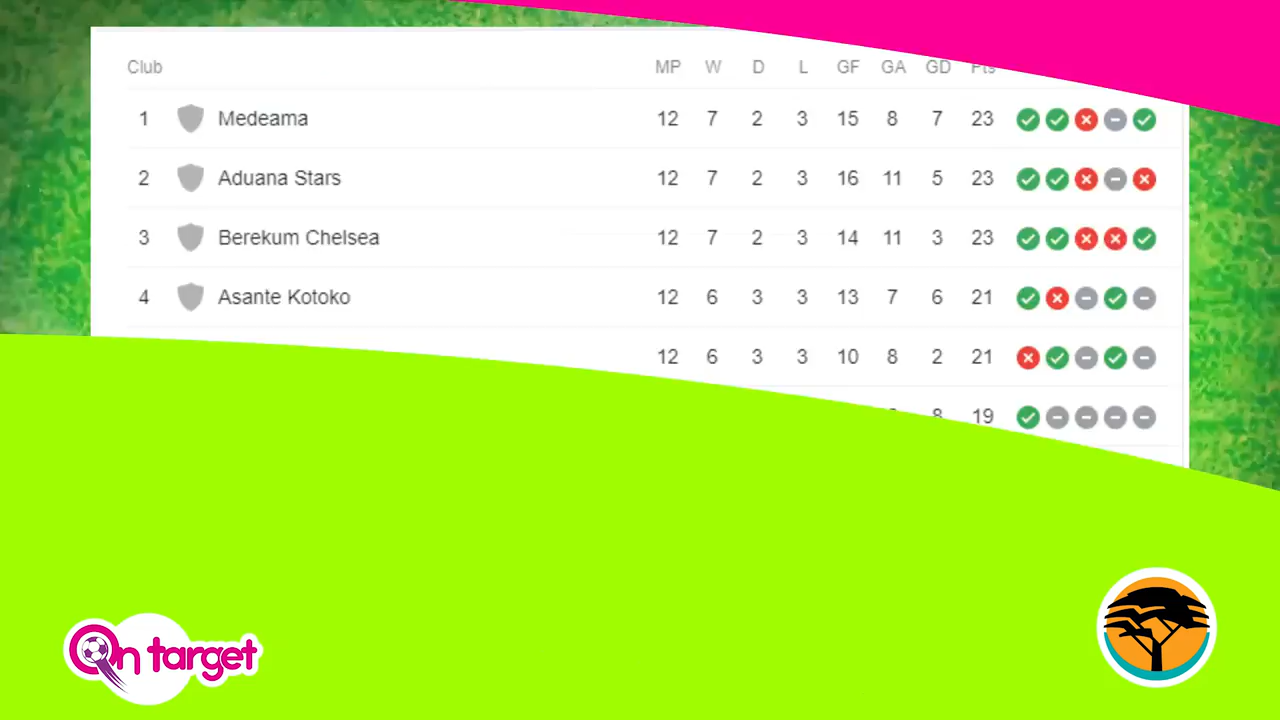 Club MP W D L GF GA GD Pts
1 Medeama 12 7 2 3 15 8 7 23
2 Aduana Stars 12 7 2 3 16 11 5 23
3 Berekum Chelsea 12 7 2 3 14 11 3 23
4 Asante Kotoko 12 6 3 3 13 7 6 21
12 6 3 3 10 8 2 21
8 19
On target